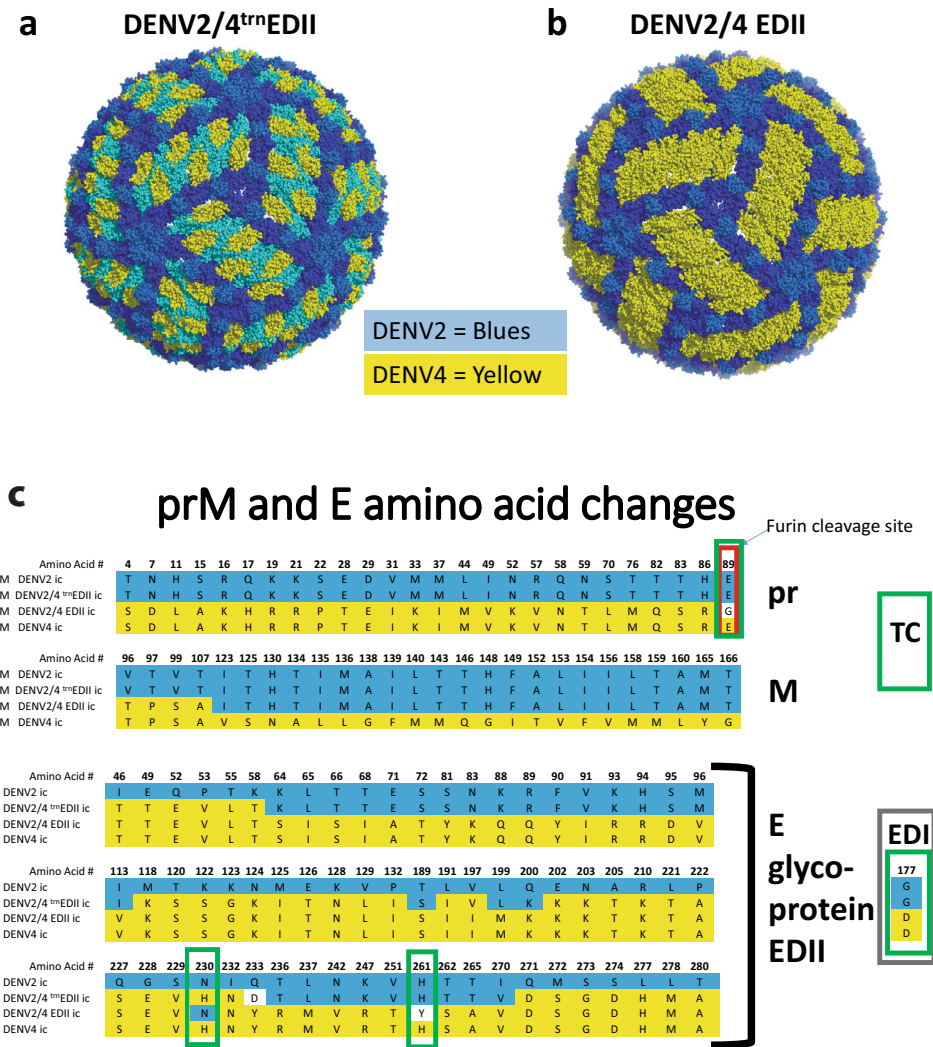 a
DENV2/4trnEDII
b
DENV2/4 EDII
DENV2 = Blues
DENV4 = Yellow
c
prM and E amino acid changes
Furin cleavage site
Amino Acid # 4 7 11 15 16 17 19 21 22 28 29 31 33 37 44 49 52 57 58 59 70 76 82 83 86 89
M DENV2 ic T N H S R Q K K S E D V M M L I N R Q N S T T T H E
M DENV2/4 trnEDII ic T N H S R Q K K S E D V M M L I N R Q N S T T T H E
M DENV2/4 EDII ic S D L A K H R R P T E I K I M V K V N T L M Q S R G
M DENV4 ic S D L A K H R R P T E I K I M V K V N T L M Q S R E
pr
TC
Amino Acid # 96 97 99 107 123 125 130 134 135 136 138 139 140 143 146 148 149 152 153 154 156 158 159 160 165 166
M DENV2 ic V T V T I T H T I M A I L T T H F A L I I L T A M T
M DENV2/4 trnEDII ic V T V T I T H T I M A I L T T H F A L I I L T A M T
M DENV2/4 EDII ic T P S A I T H T I M A I L T T H F A L I I L T A M T
M DENV4 ic T P S A V S N A L L G F M M Q G I T V F V M M L Y G
M
Amino Acid # 46 49 52 53 55 58 64 65 66 68 71 72 81 83 88 89 90 91 93 94 95 96
DENV2 ic I E Q P T K K L T T E S S N K R F V K H S M
DENV2/4 trnEDII ic T T E V L T K L T T E S S N K R F V K H S M
DENV2/4 EDII ic T T E V L T S I S I A T Y K Q Q Y I R R D V
DENV4 ic T T E V L T S I S I A T Y K Q Q Y I R R D V
Amino Acid # 113 118 120 122 123 124 125 126 128 129 132 189 191 197 199 200 202 203 205 210 221 222
DENV2 ic I M T K K N M E K V P T L V L Q E N A R L P
DENV2/4 trnEDII ic I K S S G K I T N L I S I V L K K K T K T A
DENV2/4 EDII ic V K S S G K I T N L I S I I M K K K T K T A
DENV4 ic V K S S G K I T N L I S I I M K K K T K T A
Amino Acid # 227 228 229 230 232 233 236 237 242 247 251 261 262 265 270 271 272 273 274 277 278 280
DENV2 ic Q G S N I Q T L N K V H T T I Q M S S L L T
DENV2/4 trnEDII ic S E V H N D T L N K V H T T V D S G D H M A
DENV2/4 EDII ic S E V N N Y R M V R T Y S A V D S G D H M A
DENV4 ic S E V H N Y R M V R T H S A V D S G D H M A
E
glyco-
protein
EDII
EDI
177
G
G
D
D